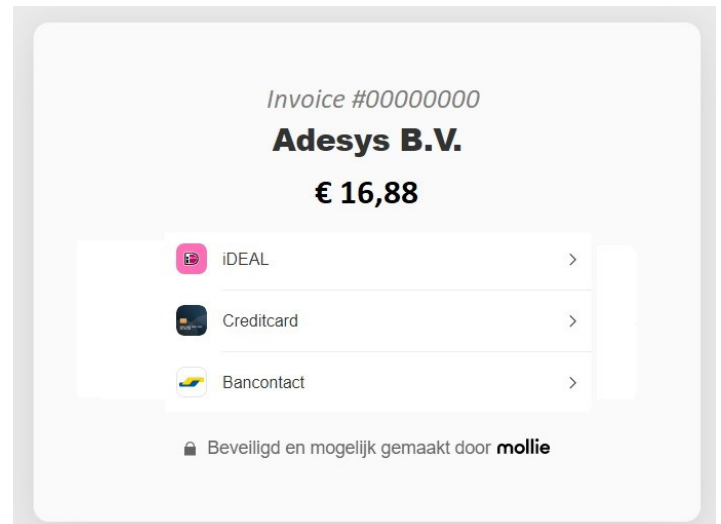 Invoice #00000000
Adesys B.V.
€ 16,88
iDEAL
Creditcard
Bancontact
Beveiligd en mogelijk gemaakt door mollie